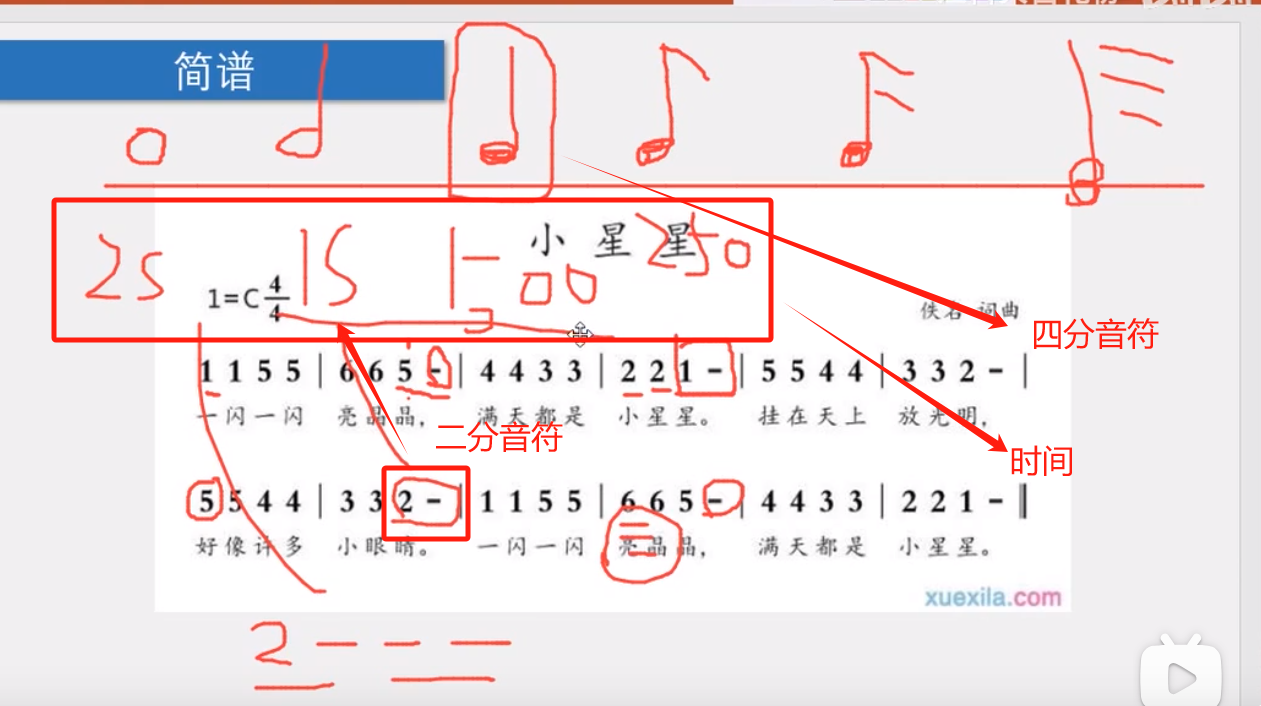 简谱
小星星
2S 1S 1- 00 250
1=C 4/4
佚名 词曲
四分音符
1 1 5 5 | 6 6 5 - | 4 4 3 3 | 2 2 1 - | 5 5 4 4 | 3 3 2 - |
一闪一闪 亮晶晶, 满天都是 小星星。 挂在天上 放光明,
二分音符
时间
5 5 4 4 | 3 3 2 - | 1 1 5 5 | 6 6 5 - | 4 4 3 3 | 2 2 1 - ‖
好像许多 小眼睛。 一闪一闪 亮晶晶, 满天都是 小星星。
xuexila.com
2 - - -